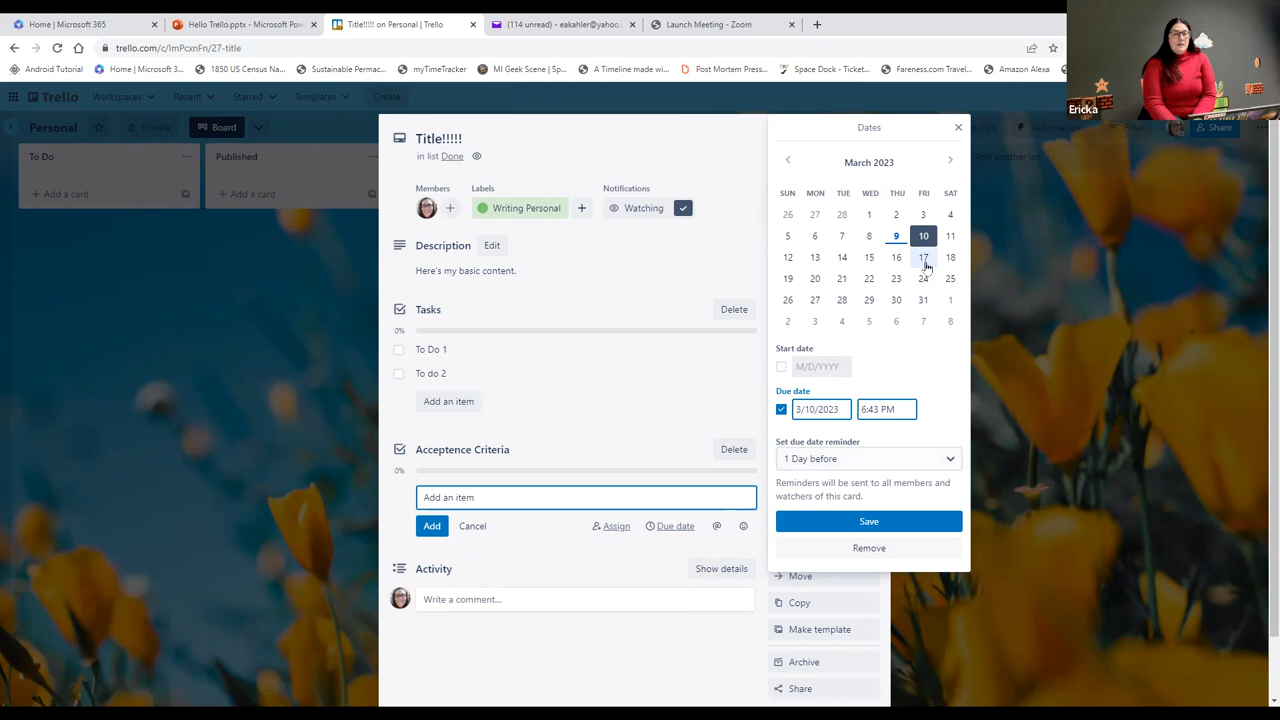 Home | Microsoft 365
Hello Trello.pptx - Microsoft Pow
Title!!!!! on Personal | Trello
(114 unread) - eakahler@yahoo.c
Launch Meeting - Zoom
trello.com/c/ImPcxnFn/27-title
Android Tutorial
Home | Microsoft 3...
1850 US Census Na...
Sustainable Permac...
myTimeTracker
MI Geek Scene | Sp...
A Timeline made wi...
Post Mortem Press...
Space Dock - Ticket...
Fareness.com Travel...
Amazon Alexa
Ericka
Trello
Workspaces
Recent
Starred
Templates
Create
Personal
Private
Board
Automation
Filter
Share
To Do
Add a card
Published
Add a card
Add another list
Title!!!!!
in list Done
Members
Labels
Notifications
Writing Personal
Watching
Description
Edit
Here's my basic content.
Tasks
Delete
0%
To Do 1
To do 2
Add an item
Acceptance Criteria
Delete
0%
Add an item
Add
Cancel
Assign
Due date
Activity
Show details
Write a comment...
Dates
March 2023
SUN MON TUE WED THU FRI SAT
26 27 28 1 2 3 4
5 6 7 8 9 10 11
12 13 14 15 16 17 18
19 20 21 22 23 24 25
26 27 28 29 30 31 1
2 3 4 5 6 7 8
Start date
M/D/YYYY
Due date
3/10/2023
6:43 PM
Set due date reminder
1 Day before
Reminders will be sent to all members and
watchers of this card.
Save
Remove
Move
Copy
Make template
Archive
Share